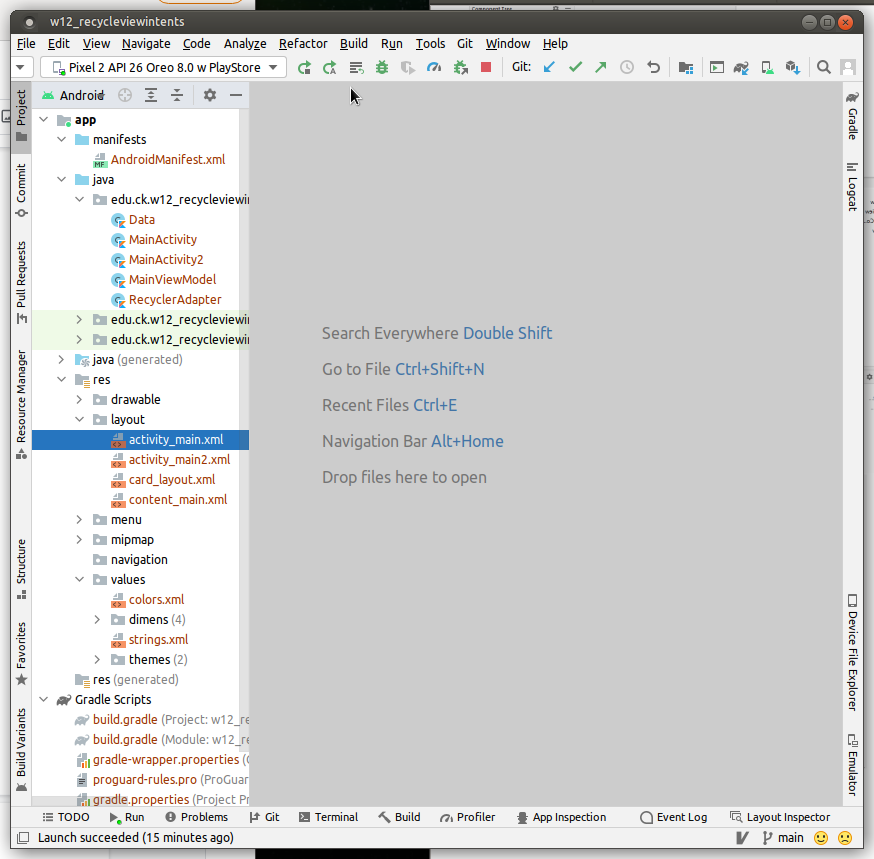 w12_recycleviewintents
File Edit View Navigate Code Analyze Refactor Build Run Tools Git Window Help
Pixel 2 API 26 Oreo 8.0 w PlayStore
Git:
Project
Commit
Pull Requests
Resource Manager
Structure
Favorites
Build Variants
Android
app
manifests
AndroidManifest.xml
java
edu.ck.w12_recycleviewi
Data
MainActivity
MainActivity2
MainViewModel
RecyclerAdapter
edu.ck.w12_recycleviewi
edu.ck.w12_recycleviewi
java (generated)
res
drawable
layout
activity_main.xml
activity_main2.xml
card_layout.xml
content_main.xml
menu
mipmap
navigation
values
colors.xml
dimens (4)
strings.xml
themes (2)
res (generated)
Gradle Scripts
build.gradle (Project: w12_re
build.gradle (Module: w12_re
gradle-wrapper.properties (
proguard-rules.pro (ProGuar
gradle.properties (Project Pr
Search Everywhere Double Shift
Go to File Ctrl+Shift+N
Recent Files Ctrl+E
Navigation Bar Alt+Home
Drop files here to open
Gradle
Logcat
Device File Explorer
Emulator
TODO Run Problems Git Terminal Build Profiler App Inspection Event Log Layout Inspector
Launch succeeded (15 minutes ago)
main